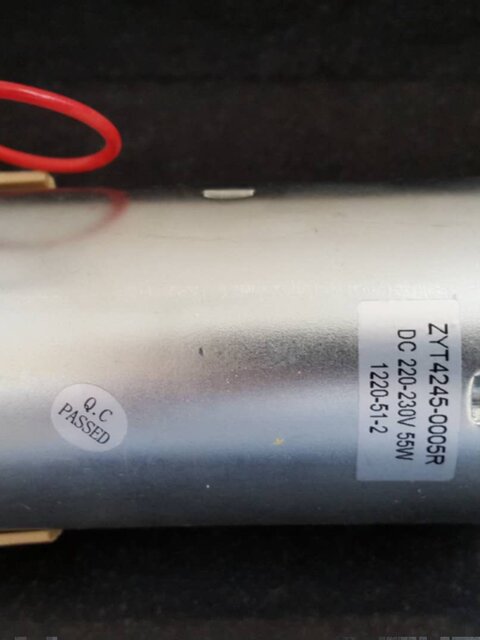 Q.C
PASSED
ZYT4245-0005R
DC 220-230V 55W
1220-51-2